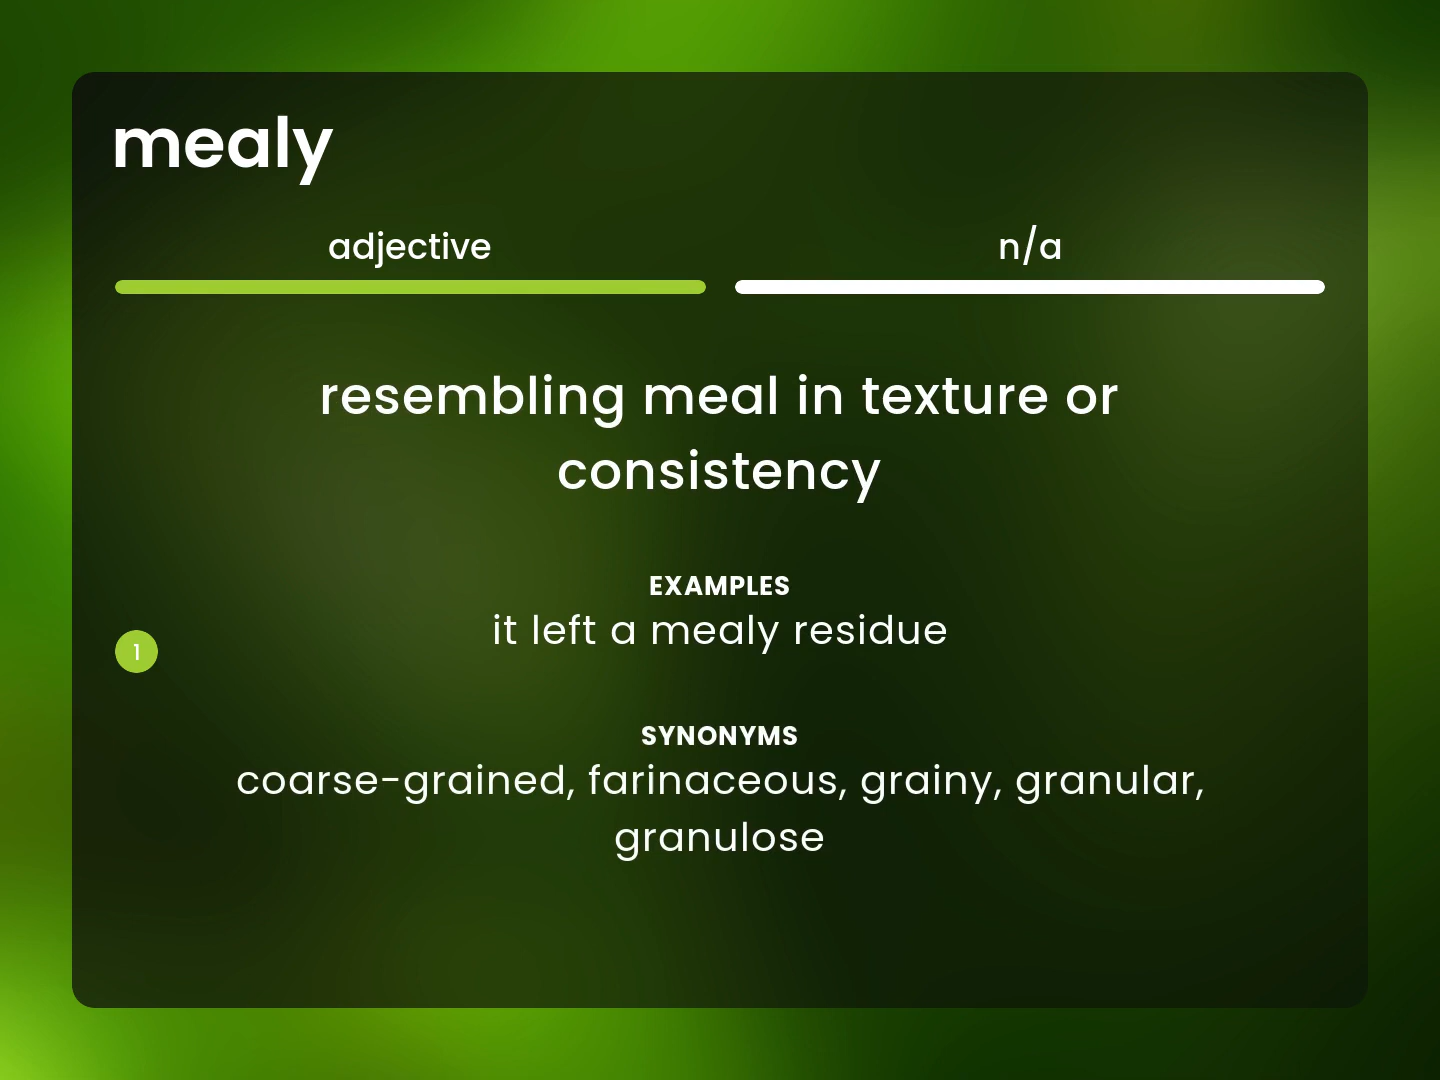 mealy
adjective
n/a
resembling meal in texture or
consistency
EXAMPLES
it left a mealy residue
1
SYNONYMS
coarse-grained, farinaceous, grainy, granular,
granulose